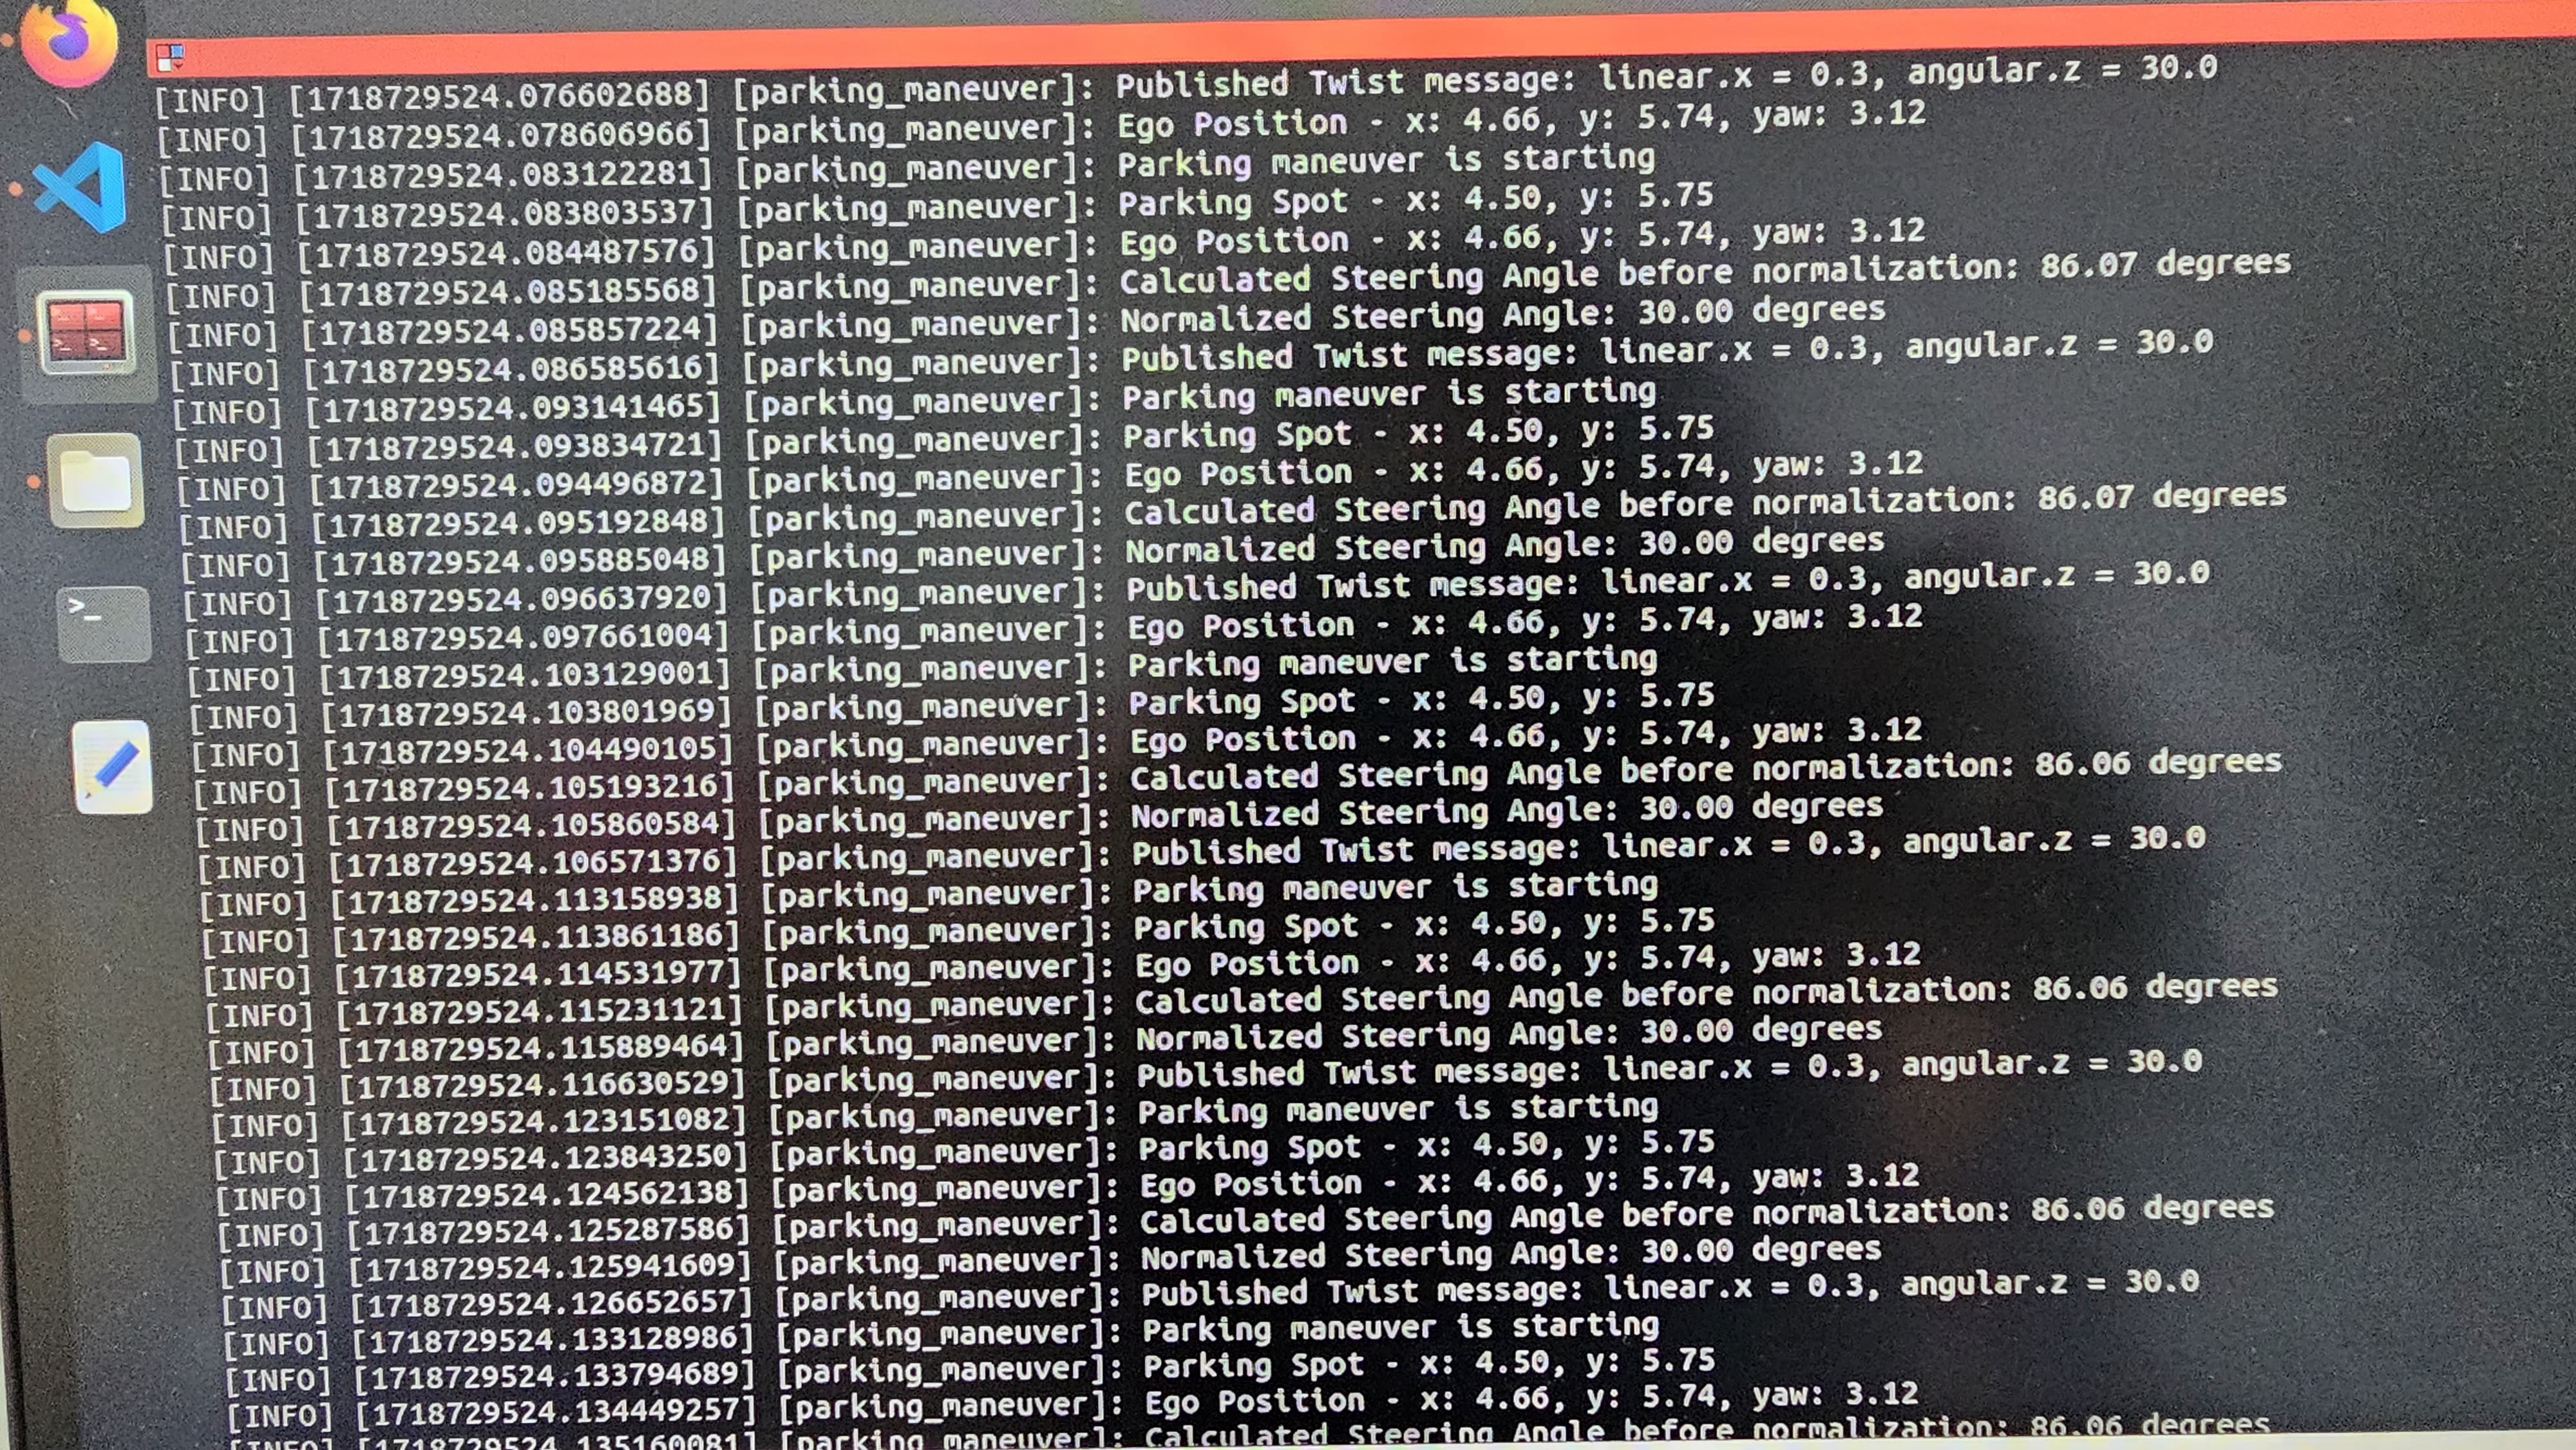 [INFO] [1718729524.076602688] [parking_maneuver]: Published Twist message: linear.x = 0.3, angular.z = 30.0
[INFO] [1718729524.078606966] [parking_maneuver]: Ego Position - x: 4.66, y: 5.74, yaw: 3.12
[INFO] [1718729524.083122281] [parking_maneuver]: Parking maneuver is starting
[INFO] [1718729524.083803537] [parking_maneuver]: Parking Spot - x: 4.50, y: 5.75
[INFO] [1718729524.084487576] [parking_maneuver]: Ego Position - x: 4.66, y: 5.74, yaw: 3.12
[INFO] [1718729524.085185568] [parking_maneuver]: Calculated Steering Angle before normalization: 86.07 degrees
[INFO] [1718729524.085857224] [parking_maneuver]: Normalized Steering Angle: 30.00 degrees
[INFO] [1718729524.086585616] [parking_maneuver]: Published Twist message: linear.x = 0.3, angular.z = 30.0
[INFO] [1718729524.093141465] [parking_maneuver]: Parking maneuver is starting
[INFO] [1718729524.093834721] [parking_maneuver]: Parking Spot - x: 4.50, y: 5.75
[INFO] [1718729524.094496872] [parking_maneuver]: Ego Position - x: 4.66, y: 5.74, yaw: 3.12
[INFO] [1718729524.095192848] [parking_maneuver]: Calculated Steering Angle before normalization: 86.07 degrees
[INFO] [1718729524.095885048] [parking_maneuver]: Normalized Steering Angle: 30.00 degrees
[INFO] [1718729524.096637920] [parking_maneuver]: Published Twist message: linear.x = 0.3, angular.z = 30.0
[INFO] [1718729524.097661004] [parking_maneuver]: Ego Position - x: 4.66, y: 5.74, yaw: 3.12
[INFO] [1718729524.103129001] [parking_maneuver]: Parking maneuver is starting
[INFO] [1718729524.103801969] [parking_maneuver]: Parking Spot - x: 4.50, y: 5.75
[INFO] [1718729524.104490105] [parking_maneuver]: Ego Position - x: 4.66, y: 5.74, yaw: 3.12
[INFO] [1718729524.105193216] [parking_maneuver]: Calculated Steering Angle before normalization: 86.06 degrees
[INFO] [1718729524.105860584] [parking_maneuver]: Normalized Steering Angle: 30.00 degrees
[INFO] [1718729524.106571376] [parking_maneuver]: Published Twist message: linear.x = 0.3, angular.z = 30.0
[INFO] [1718729524.113158938] [parking_maneuver]: Parking maneuver is starting
[INFO] [1718729524.113861186] [parking_maneuver]: Parking Spot - x: 4.50, y: 5.75
[INFO] [1718729524.114531977] [parking_maneuver]: Ego Position - x: 4.66, y: 5.74, yaw: 3.12
[INFO] [1718729524.115231121] [parking_maneuver]: Calculated Steering Angle before normalization: 86.06 degrees
[INFO] [1718729524.115889464] [parking_maneuver]: Normalized Steering Angle: 30.00 degrees
[INFO] [1718729524.116630529] [parking_maneuver]: Published Twist message: linear.x = 0.3, angular.z = 30.0
[INFO] [1718729524.123151082] [parking_maneuver]: Parking maneuver is starting
[INFO] [1718729524.123843250] [parking_maneuver]: Parking Spot - x: 4.50, y: 5.75
[INFO] [1718729524.124562138] [parking_maneuver]: Ego Position - x: 4.66, y: 5.74, yaw: 3.12
[INFO] [1718729524.125287586] [parking_maneuver]: Calculated Steering Angle before normalization: 86.06 degrees
[INFO] [1718729524.125941609] [parking_maneuver]: Normalized Steering Angle: 30.00 degrees
[INFO] [1718729524.126652657] [parking_maneuver]: Published Twist message: linear.x = 0.3, angular.z = 30.0
[INFO] [1718729524.133128986] [parking_maneuver]: Parking maneuver is starting
[INFO] [1718729524.133794689] [parking_maneuver]: Parking Spot - x: 4.50, y: 5.75
[INFO] [1718729524.134449257] [parking_maneuver]: Ego Position - x: 4.66, y: 5.74, yaw: 3.12
[INFO] [1718729524.135160081] [parking_maneuver]: Calculated Steering Angle before normalization: 86.06 degrees